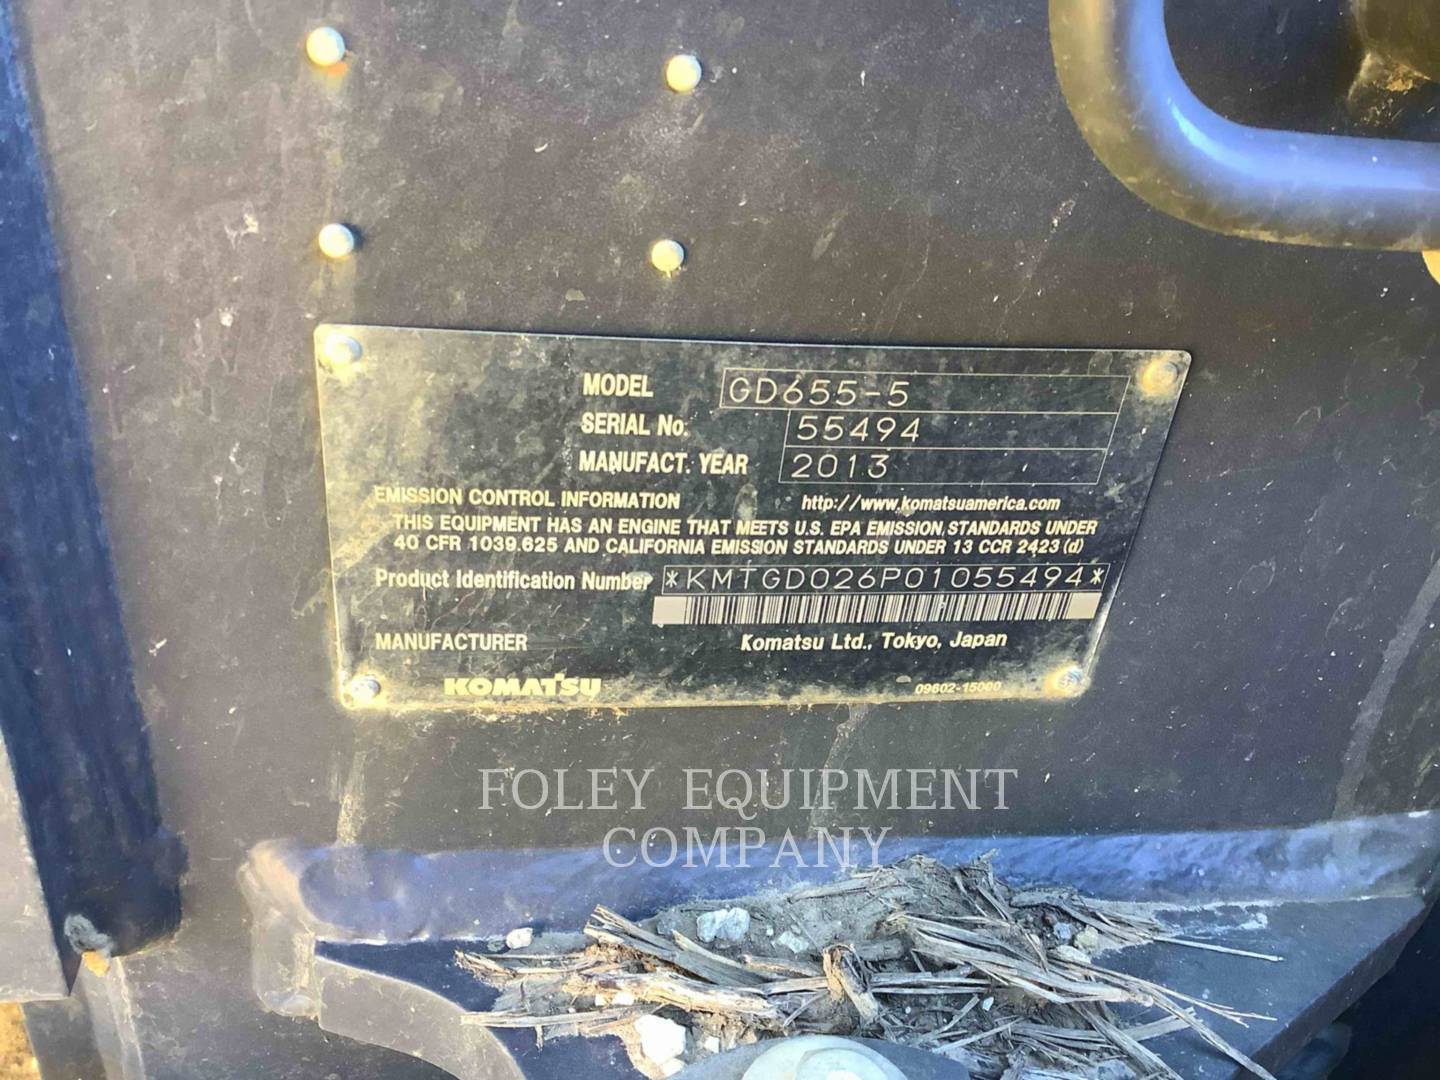 MODEL GD655-5
SERIAL No. 55494
MANUFACT. YEAR 2013
EMISSION CONTROL INFORMATION http://www.komatsuamerica.com
THIS EQUIPMENT HAS AN ENGINE THAT MEETS U.S. EPA EMISSION STANDARDS UNDER
40 CFR 1039.625 AND CALIFORNIA EMISSION STANDARDS UNDER 13 CCR 2423 (d)
Product Identification Number *KMTGD026P01055494*
MANUFACTURER Komatsu Ltd., Tokyo, Japan
KOMATSU 09602-15000
FOLEY EQUIPMENT
COMPANY